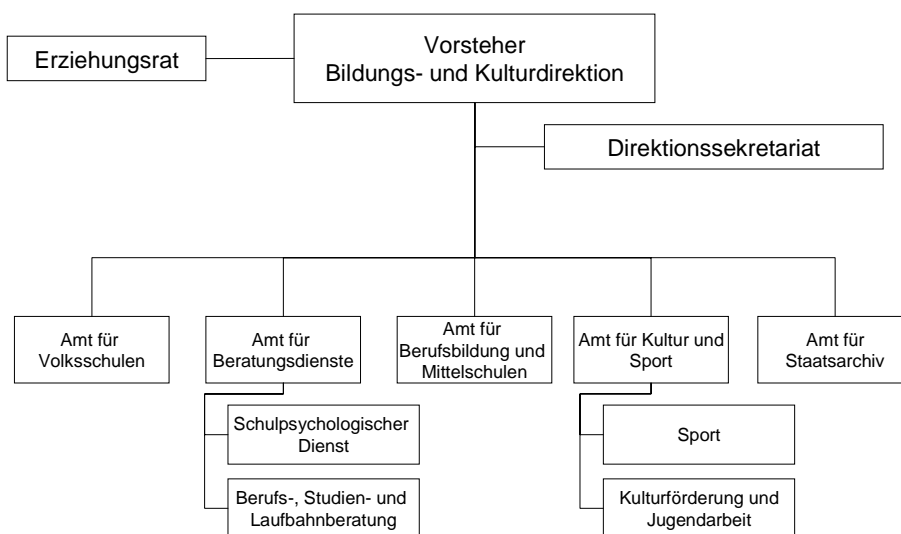 Erziehungsrat
Vorsteher
Bildungs- und Kulturdirektion
Direktionssekretariat
Amt für
Volksschulen
Amt für
Beratungsdienste
Amt für
Berufsbildung und
Mittelschulen
Amt für Kultur und
Sport
Amt für
Staatsarchiv
Schulpsychologischer
Dienst
Berufs-, Studien- und
Laufbahnberatung
Sport
Kulturförderung und
Jugendarbeit